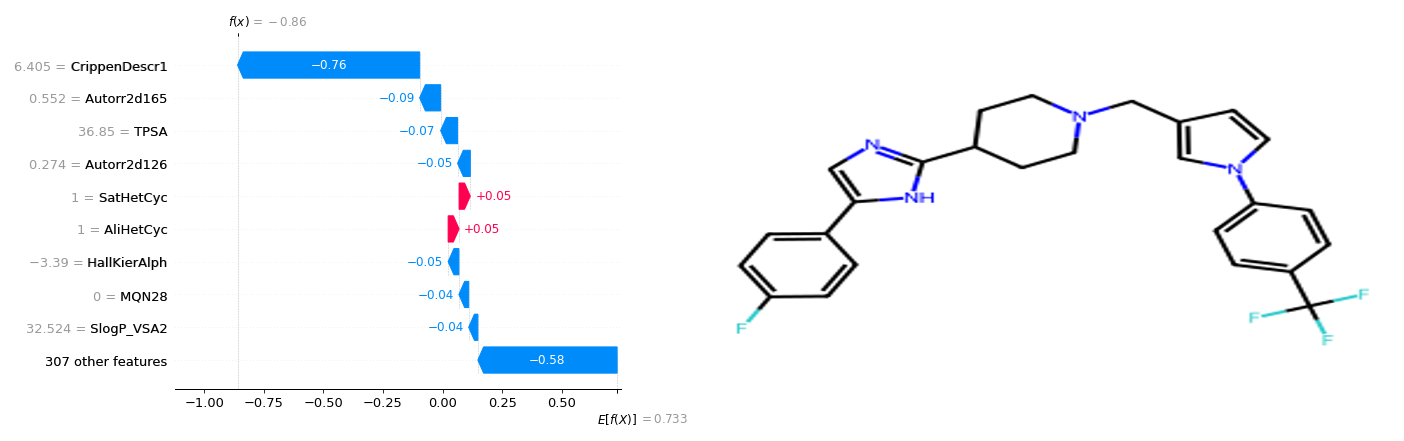 f(x) = −0.86
6.405 = CrippenDescr1
−0.76
0.552 = Autorr2d165
−0.09
36.85 = TPSA
−0.07
0.274 = Autorr2d126
−0.05
1 = SatHetCyc
+0.05
1 = AliHetCyc
+0.05
−3.39 = HallKierAlph
−0.05
0 = MQN28
−0.04
32.524 = SlogP_VSA2
−0.04
307 other features
−0.58
−1.00 −0.75 −0.50 −0.25 0.00 0.25 0.50
E[f(X)] = 0.733
N
N
N
NH
N
F
F
F
F